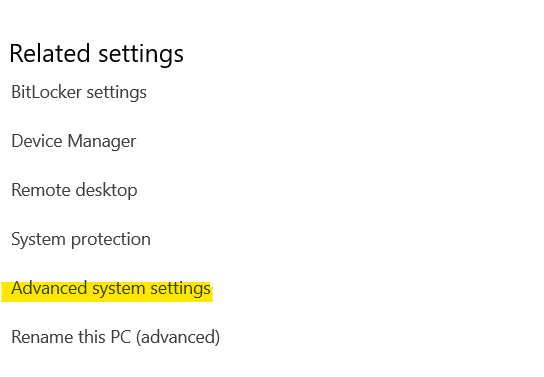 Related settings
BitLocker settings
Device Manager
Remote desktop
System protection
Advanced system settings
Rename this PC (advanced)